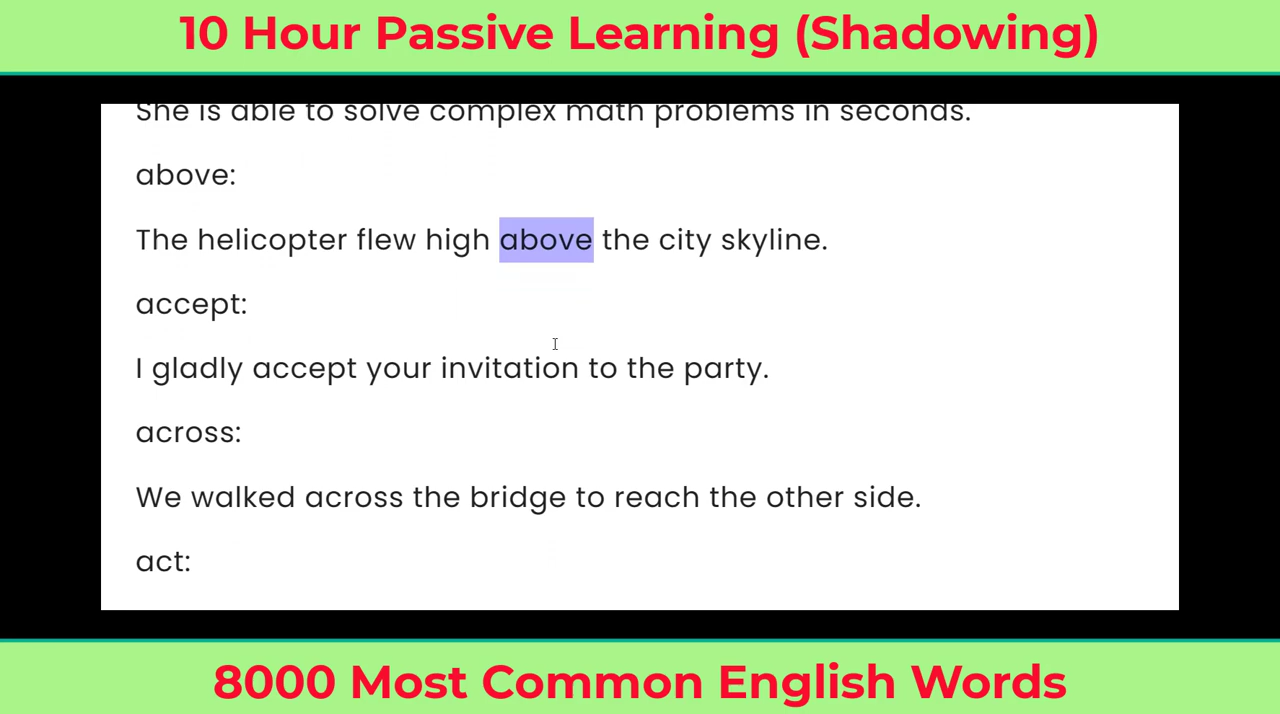 10 Hour Passive Learning (Shadowing)
She is able to solve complex math problems in seconds.
above:
The helicopter flew high above the city skyline.
accept:
I gladly accept your invitation to the party.
across:
We walked across the bridge to reach the other side.
act:
8000 Most Common English Words